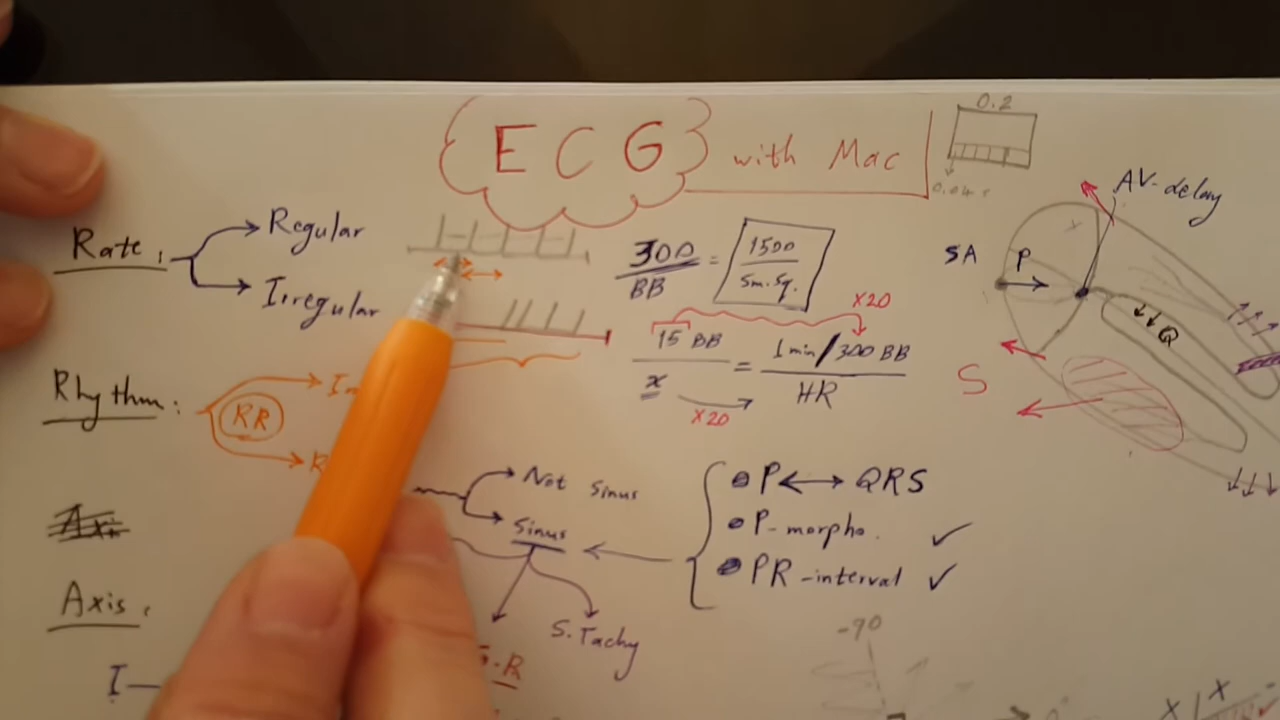 ECG with Mac
0.2
0.04 s
AV-delay
Rate:
Regular
Irregular
300 / BB = 1500 / Sm.Sq.
SA
P
Q
S
x20
15 BB / x = 1 min / 300 BB / HR
x20
Rhythm:
RR
Not Sinus
Sinus
P ↔ QRS
P-morpho. ✓
PR-interval ✓
Axis:
S.Tachy
-90
I
X X